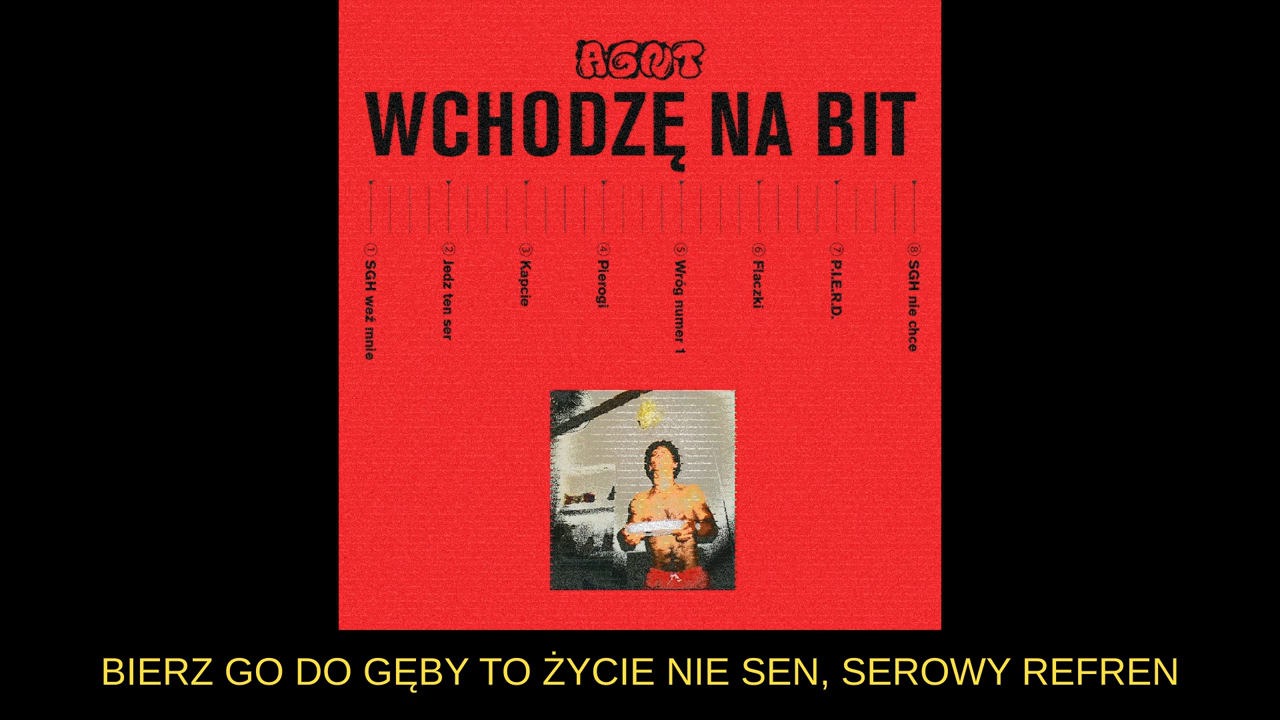 AGNT
WCHODZĘ NA BIT
① SGH weź mnie
② Jedz ten ser
③ Kapcie
④ Pierogi
⑤ Wróg numer 1
⑥ Flaczki
⑦ P.I.E.R.D.
⑧ SGH nie chce
BIERZ GO DO GĘBY TO ŻYCIE NIE SEN, SEROWY REFREN